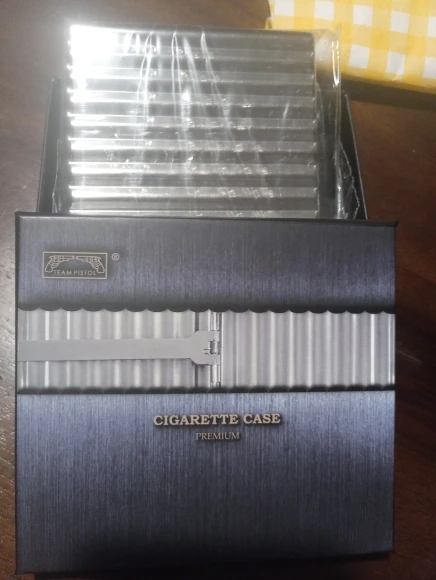 TEAM PISTOL
®
CIGARETTE CASE
PREMIUM